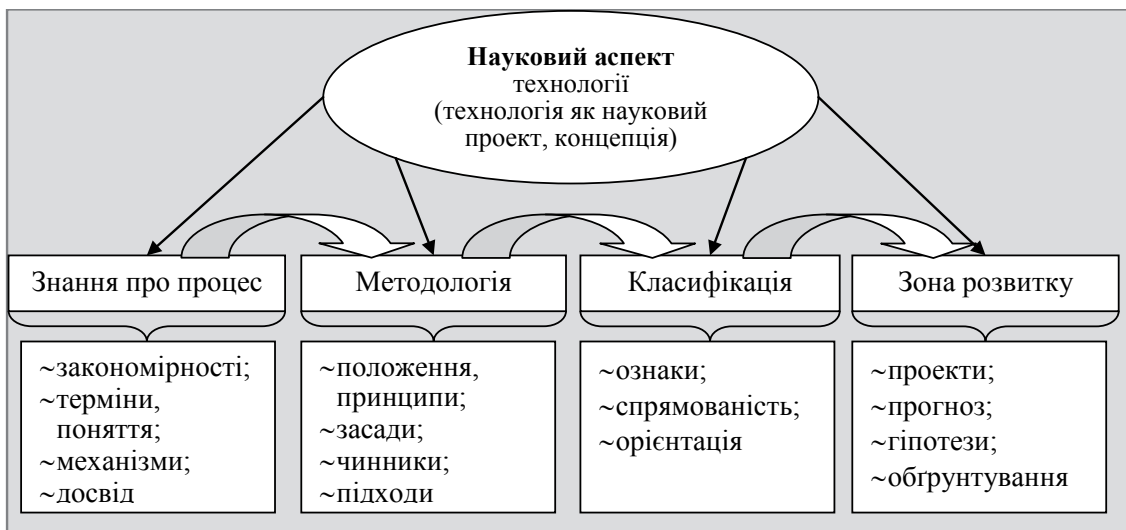 Науковий аспект
технології
(технологія як науковий
проект, концепція)
Знання про процес
Методологія
Класифікація
Зона розвитку
~закономірності;
~терміни,
поняття;
~механізми;
~досвід
~положення,
принципи;
~засади;
~чинники;
~підходи
~ознаки;
~спрямованість;
~орієнтація
~проекти;
~прогноз;
~гіпотези;
~обґрунтування